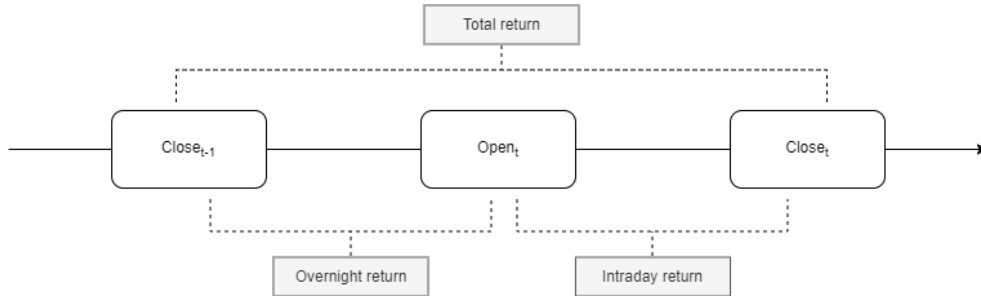 Total return
Close_{t-1}
Open_t
Close_t
Overnight return
Intraday return